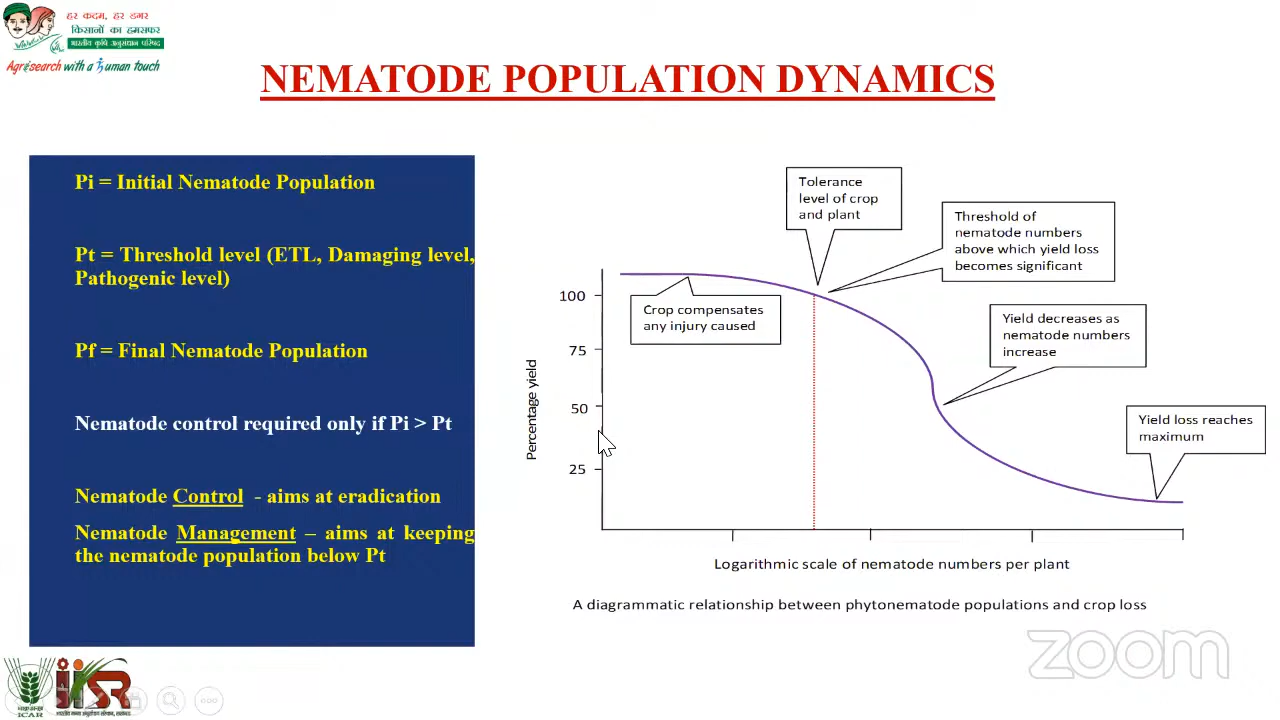 हर कदम, हर डगर
किसानों का हमसफर
भारतीय कृषि अनुसंधान परिषद
Agrisearch with a human touch
NEMATODE POPULATION DYNAMICS
Pi = Initial Nematode Population
Pt = Threshold level (ETL, Damaging level,
Pathogenic level)
Pf = Final Nematode Population
Nematode control required only if Pi > Pt
Nematode Control - aims at eradication
Nematode Management – aims at keeping
the nematode population below Pt
Tolerance
level of crop
and plant
Threshold of
nematode numbers
above which yield loss
becomes significant
Crop compensates
any injury caused
Yield decreases as
nematode numbers
increase
Yield loss reaches
maximum
Percentage yield
100
75
50
25
Logarithmic scale of nematode numbers per plant
A diagrammatic relationship between phytonematode populations and crop loss
zoom
ICAR
IISR